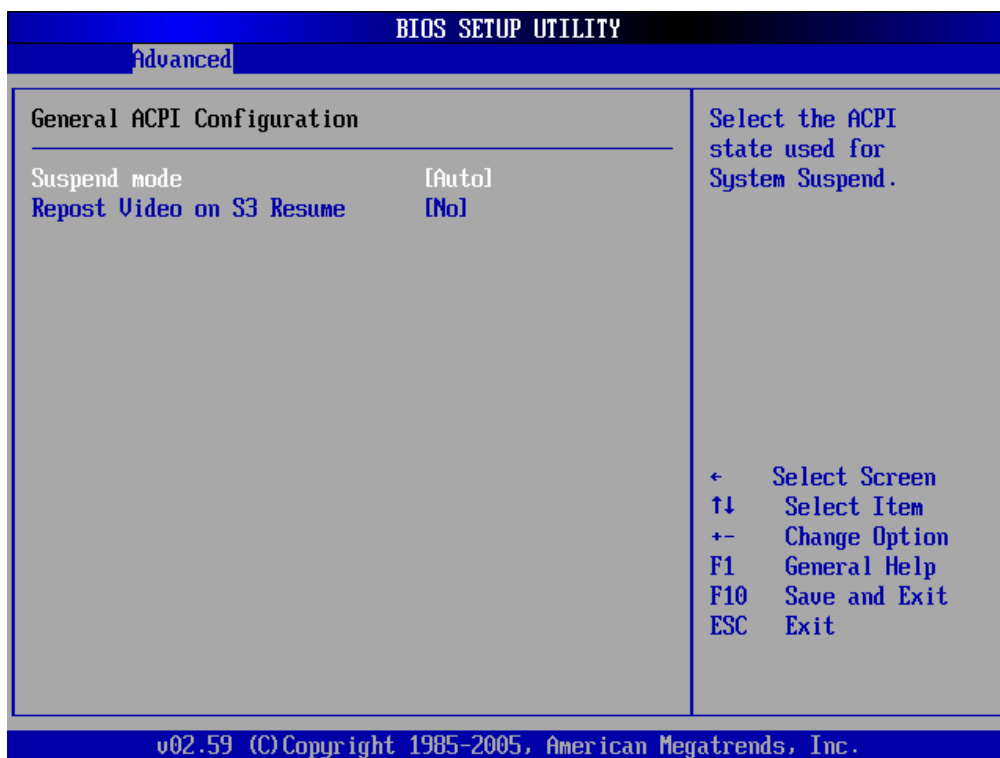 BIOS SETUP UTILITY
Advanced
General ACPI Configuration
Suspend mode [Auto]
Repost Video on S3 Resume [No]
Select the ACPI
state used for
System Suspend.
← Select Screen
↑↓ Select Item
+- Change Option
F1 General Help
F10 Save and Exit
ESC Exit
v02.59 (C)Copyright 1985-2005, American Megatrends, Inc.